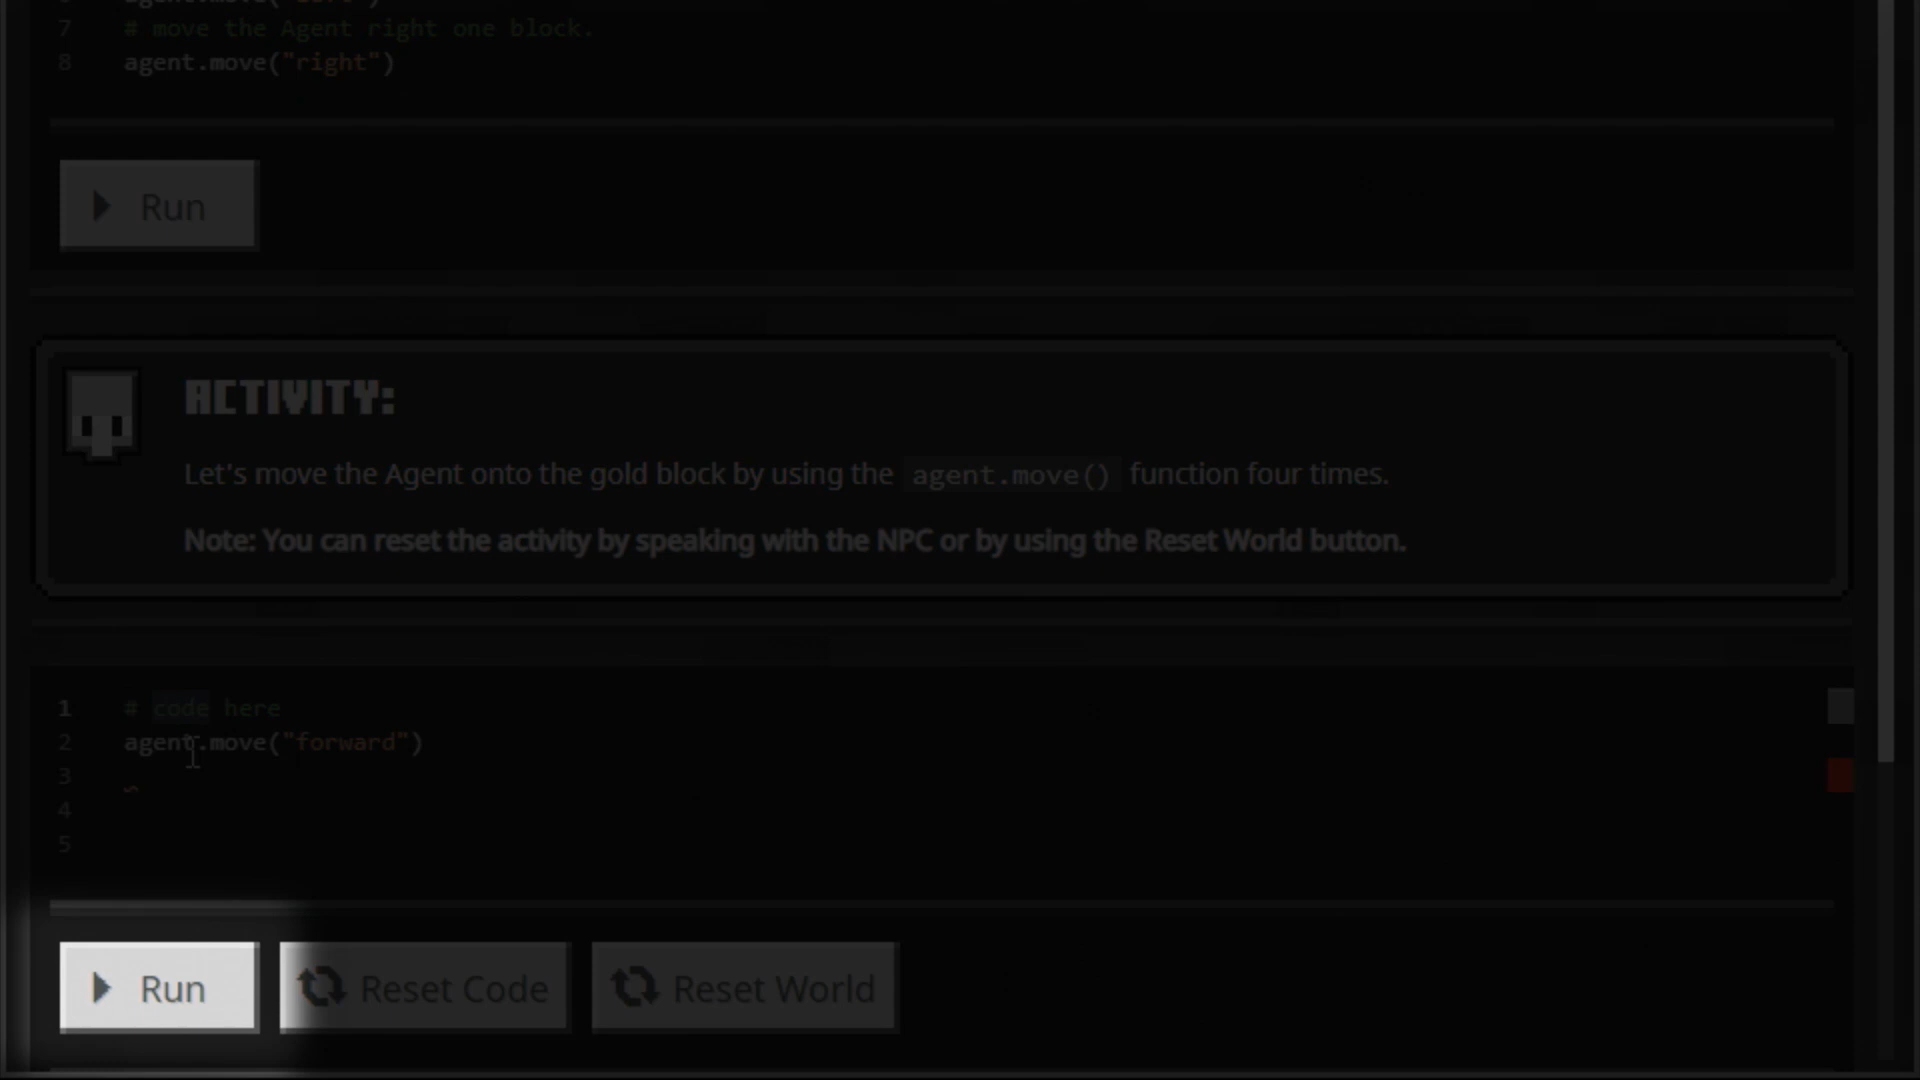 7 # move the Agent right one block.
8 agent.move("right")
Run
ACTIVITY:
Let's move the Agent onto the gold block by using the agent.move() function four times.
Note: You can reset the activity by speaking with the NPC or by using the Reset World button.
1 # code here
2 agent.move("forward")
3
4
5
Run Reset Code Reset World